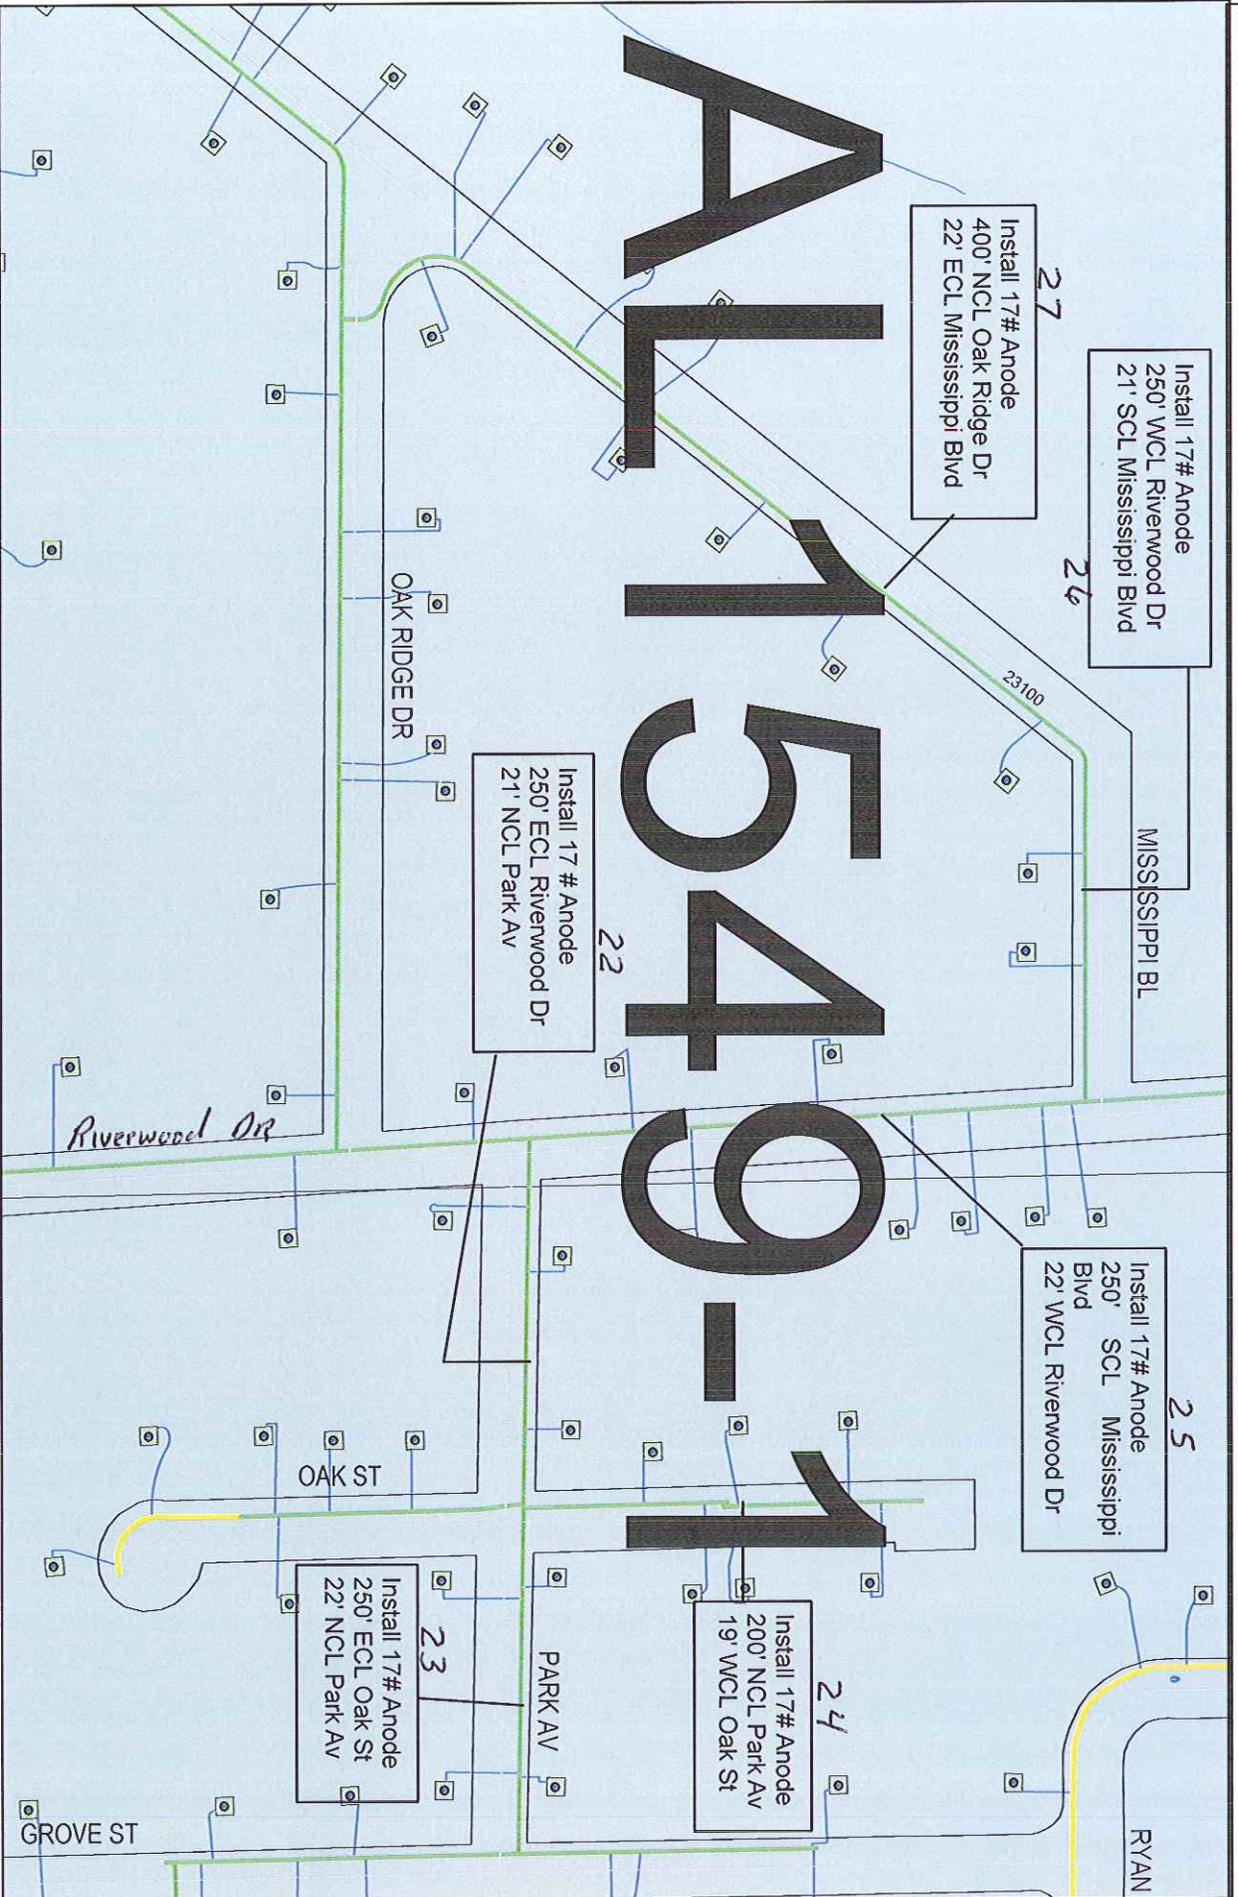 AL 1 5549-1
27
Install 17# Anode
400' NCL Oak Ridge Dr
22' ECL Mississippi Blvd
Install 17# Anode
250' WCL Riverwood Dr
21' SCL Mississippi Blvd
26
23100
MISSISSIPPI BL
OAK RIDGE DR
22
Install 17 # Anode
250' ECL Riverwood Dr
21' NCL Park Av
Riverwood DR
25
Install 17# Anode
250' SCL Mississippi
Blvd
22' WCL Riverwood Dr
OAK ST
23
Install 17# Anode
250' ECL Oak St
22' NCL Park Av
24
Install 17# Anode
200' NCL Park Av
19' WCL Oak St
PARK AV
GROVE ST
RYAN